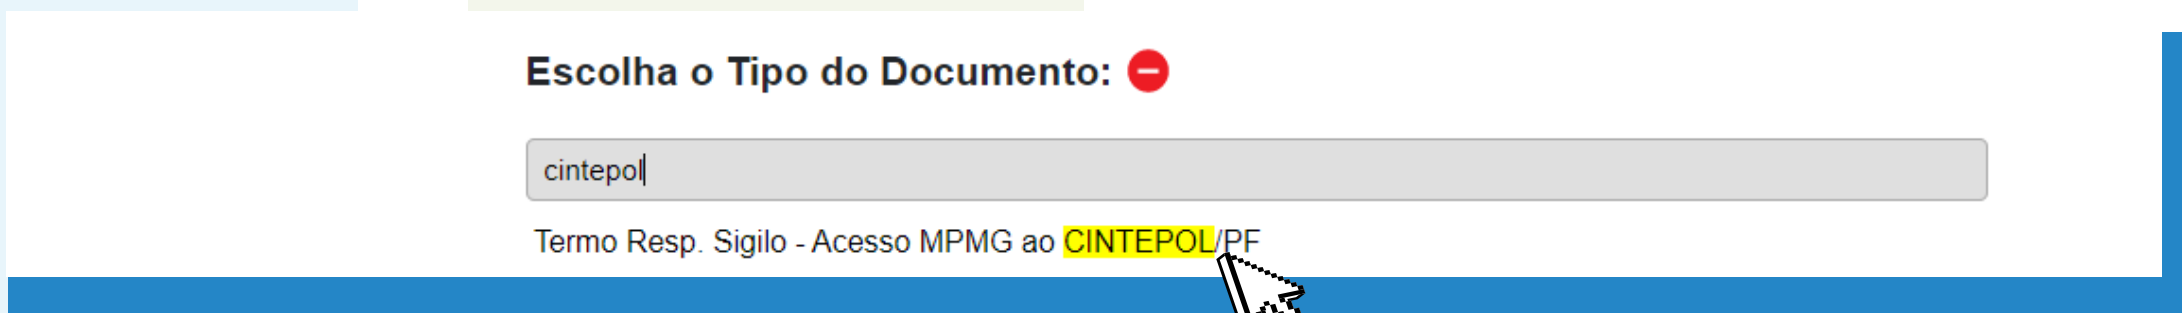 Escolha o Tipo do Documento:
cintepol
Termo Resp. Sigilo - Acesso MPMG ao CINTEPOL/PF